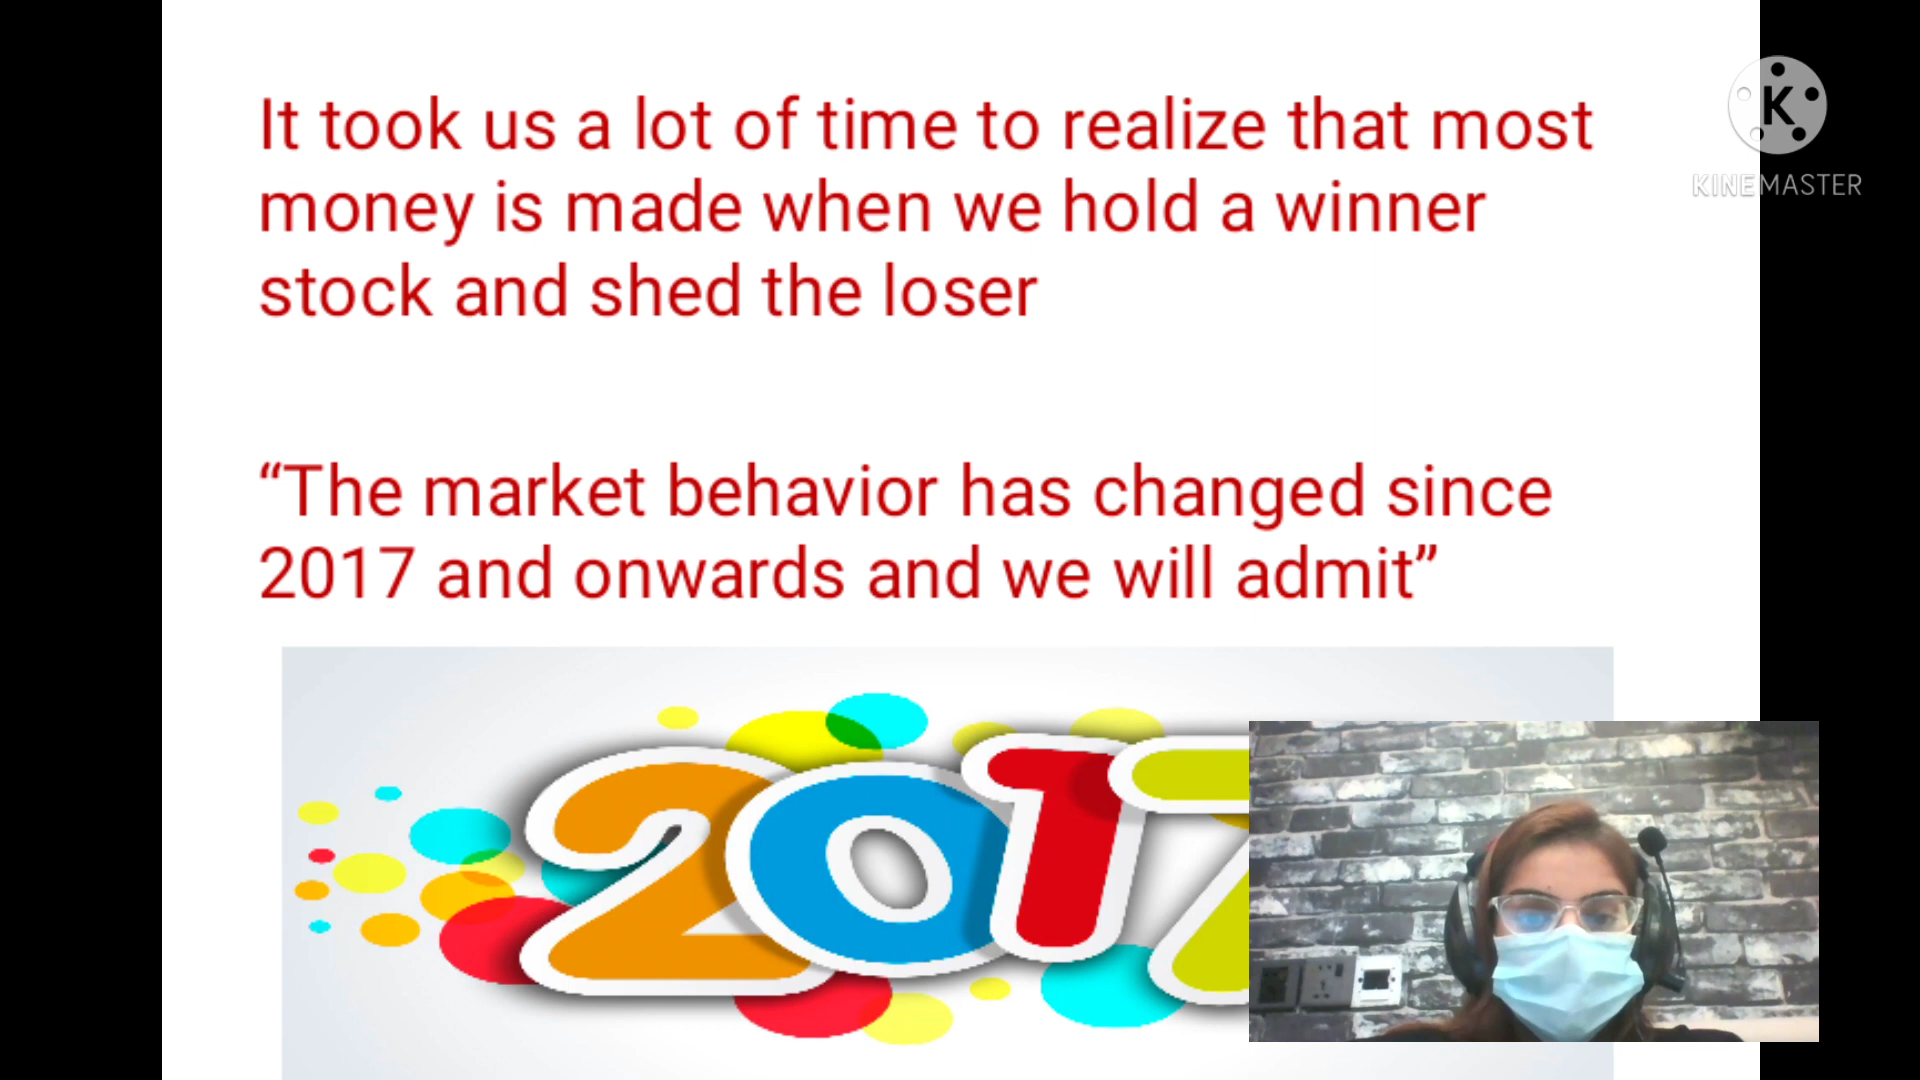 It took us a lot of time to realize that most
money is made when we hold a winner
stock and shed the loser
“The market behavior has changed since
2017 and onwards and we will admit”
2017
K
KINEMASTER